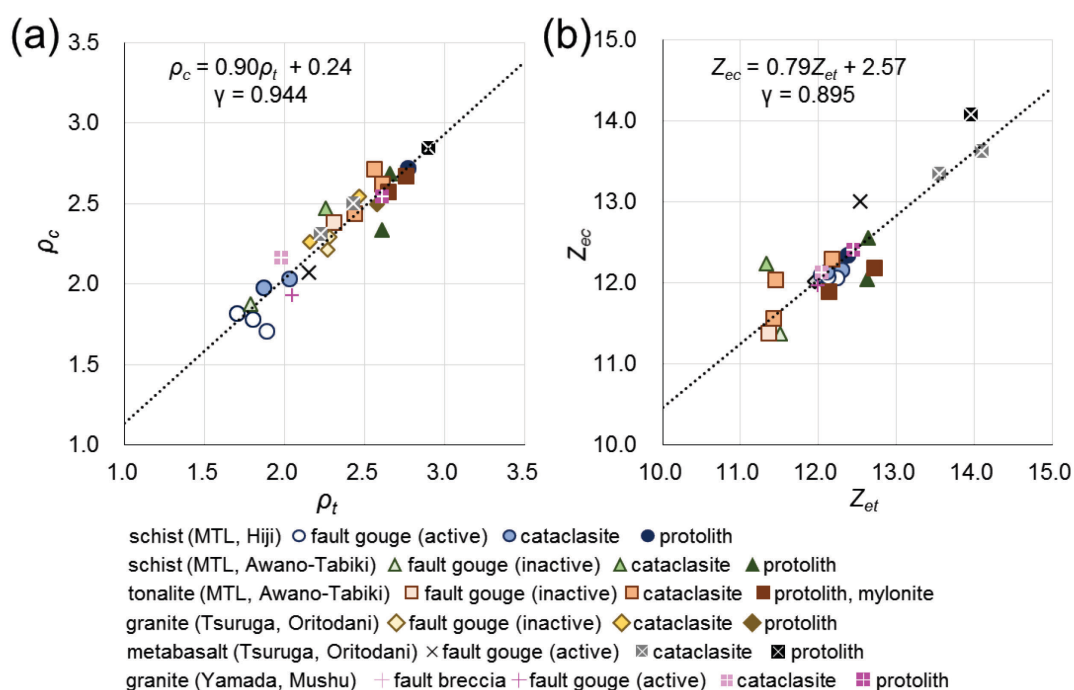 (a)
3.5
3.0
2.5
2.0
1.5
1.0
ρc
ρc = 0.90ρt + 0.24
γ = 0.944
1.0 1.5 2.0 2.5 3.0 3.5
ρt
(b)
15.0
14.0
13.0
12.0
11.0
10.0
Zec
Zec = 0.79Zet + 2.57
γ = 0.895
10.0 11.0 12.0 13.0 14.0 15.0
Zet
schist (MTL, Hiji) fault gouge (active) cataclasite protolith
schist (MTL, Awano-Tabiki) fault gouge (inactive) cataclasite protolith
tonalite (MTL, Awano-Tabiki) fault gouge (inactive) cataclasite protolith, mylonite
granite (Tsuruga, Oritodani) fault gouge (inactive) cataclasite protolith
metabasalt (Tsuruga, Oritodani) fault gouge (active) cataclasite protolith
granite (Yamada, Mushu) fault breccia fault gouge (active) cataclasite protolith